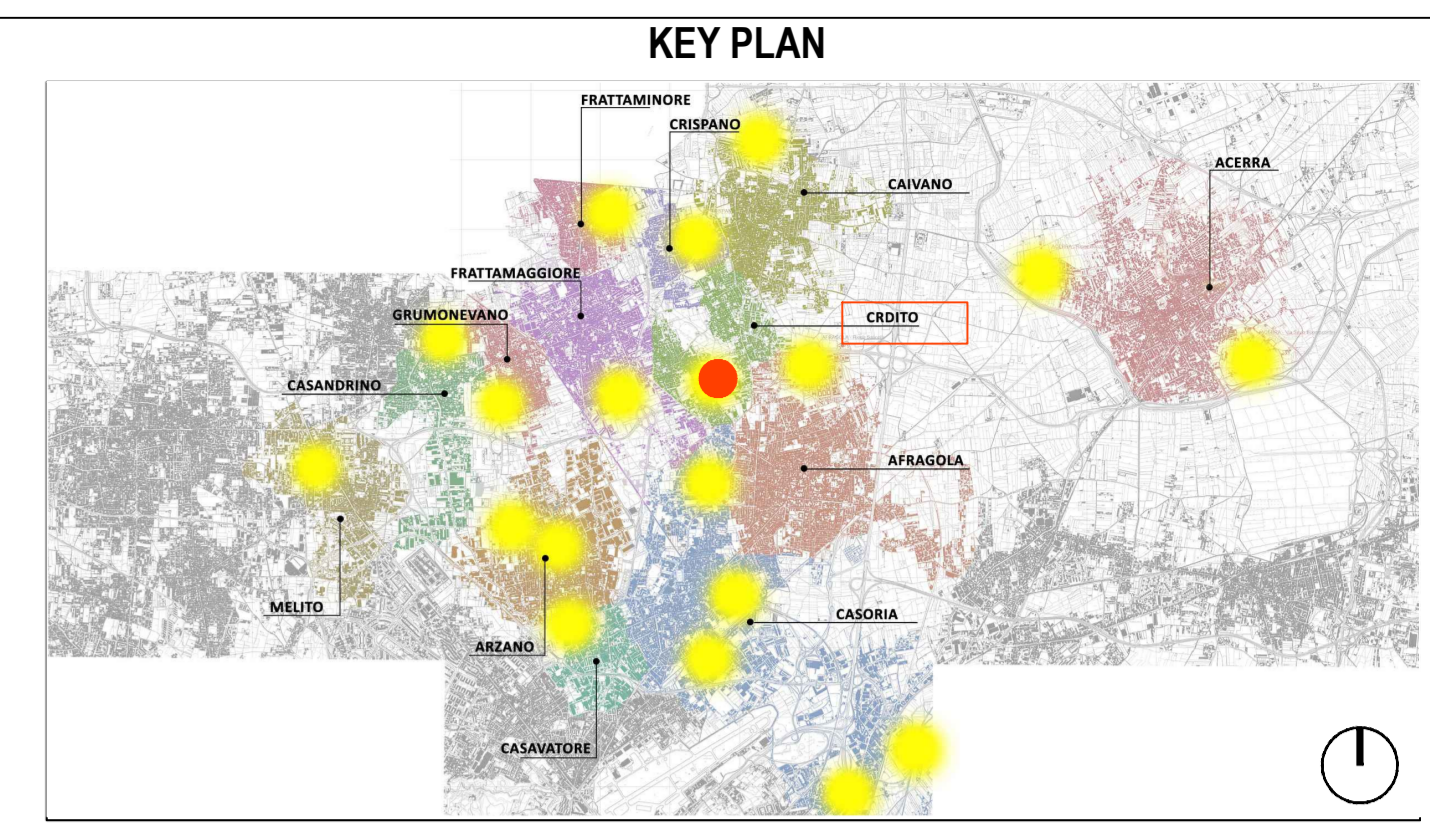 KEY PLAN
FRATTAMINORE
CRISPANO
ACERRA
CAIVANO
FRATTAMAGGIORE
GRUMONEVANO
CRDITO
CASANDRINO
AFRAGOLA
MELITO
CASORIA
ARZANO
CASAVATORE